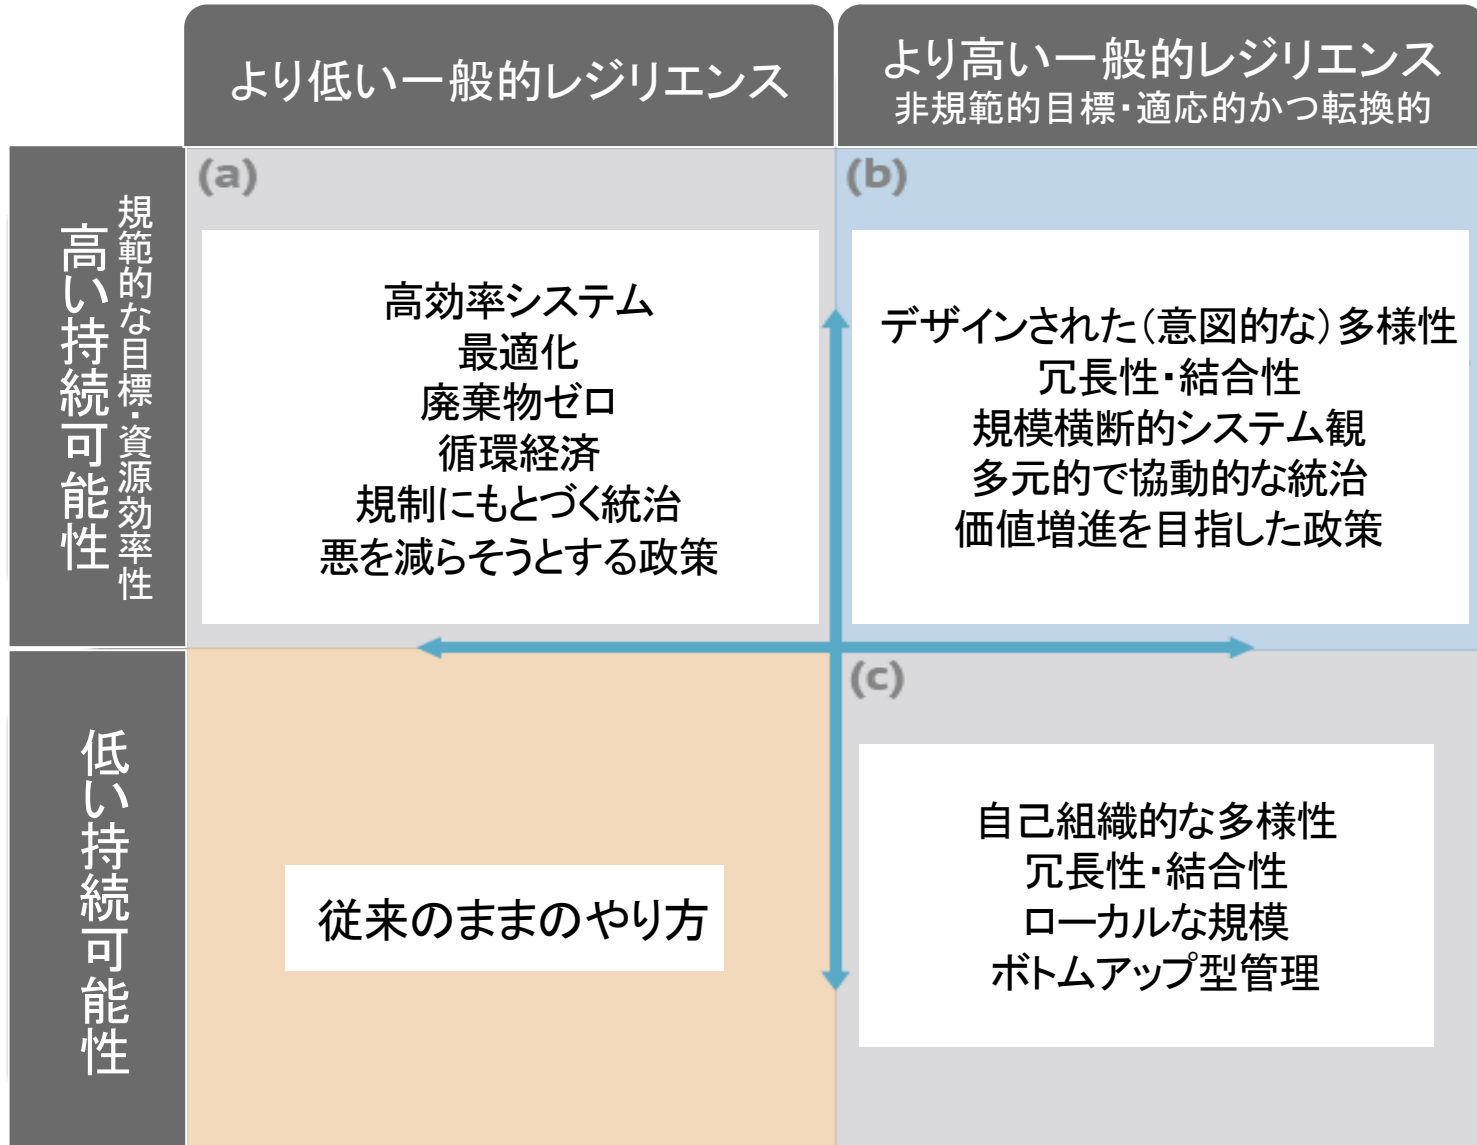 より低い一般的レジリエンス
より高い一般的レジリエンス
非規範的目標・適応的かつ転換的
高い持続可能性
規範的な目標・資源効率性
(a)
高効率システム
最適化
廃棄物ゼロ
循環経済
規制にもとづく統治
悪を減らそうとする政策
(b)
デザインされた(意図的な)多様性
冗長性・結合性
規模横断的システム観
多元的で協動的な統治
価値増進を目指した政策
低い持続可能性
従来のままのやり方
(c)
自己組織的な多様性
冗長性・結合性
ローカルな規模
ボトムアップ型管理